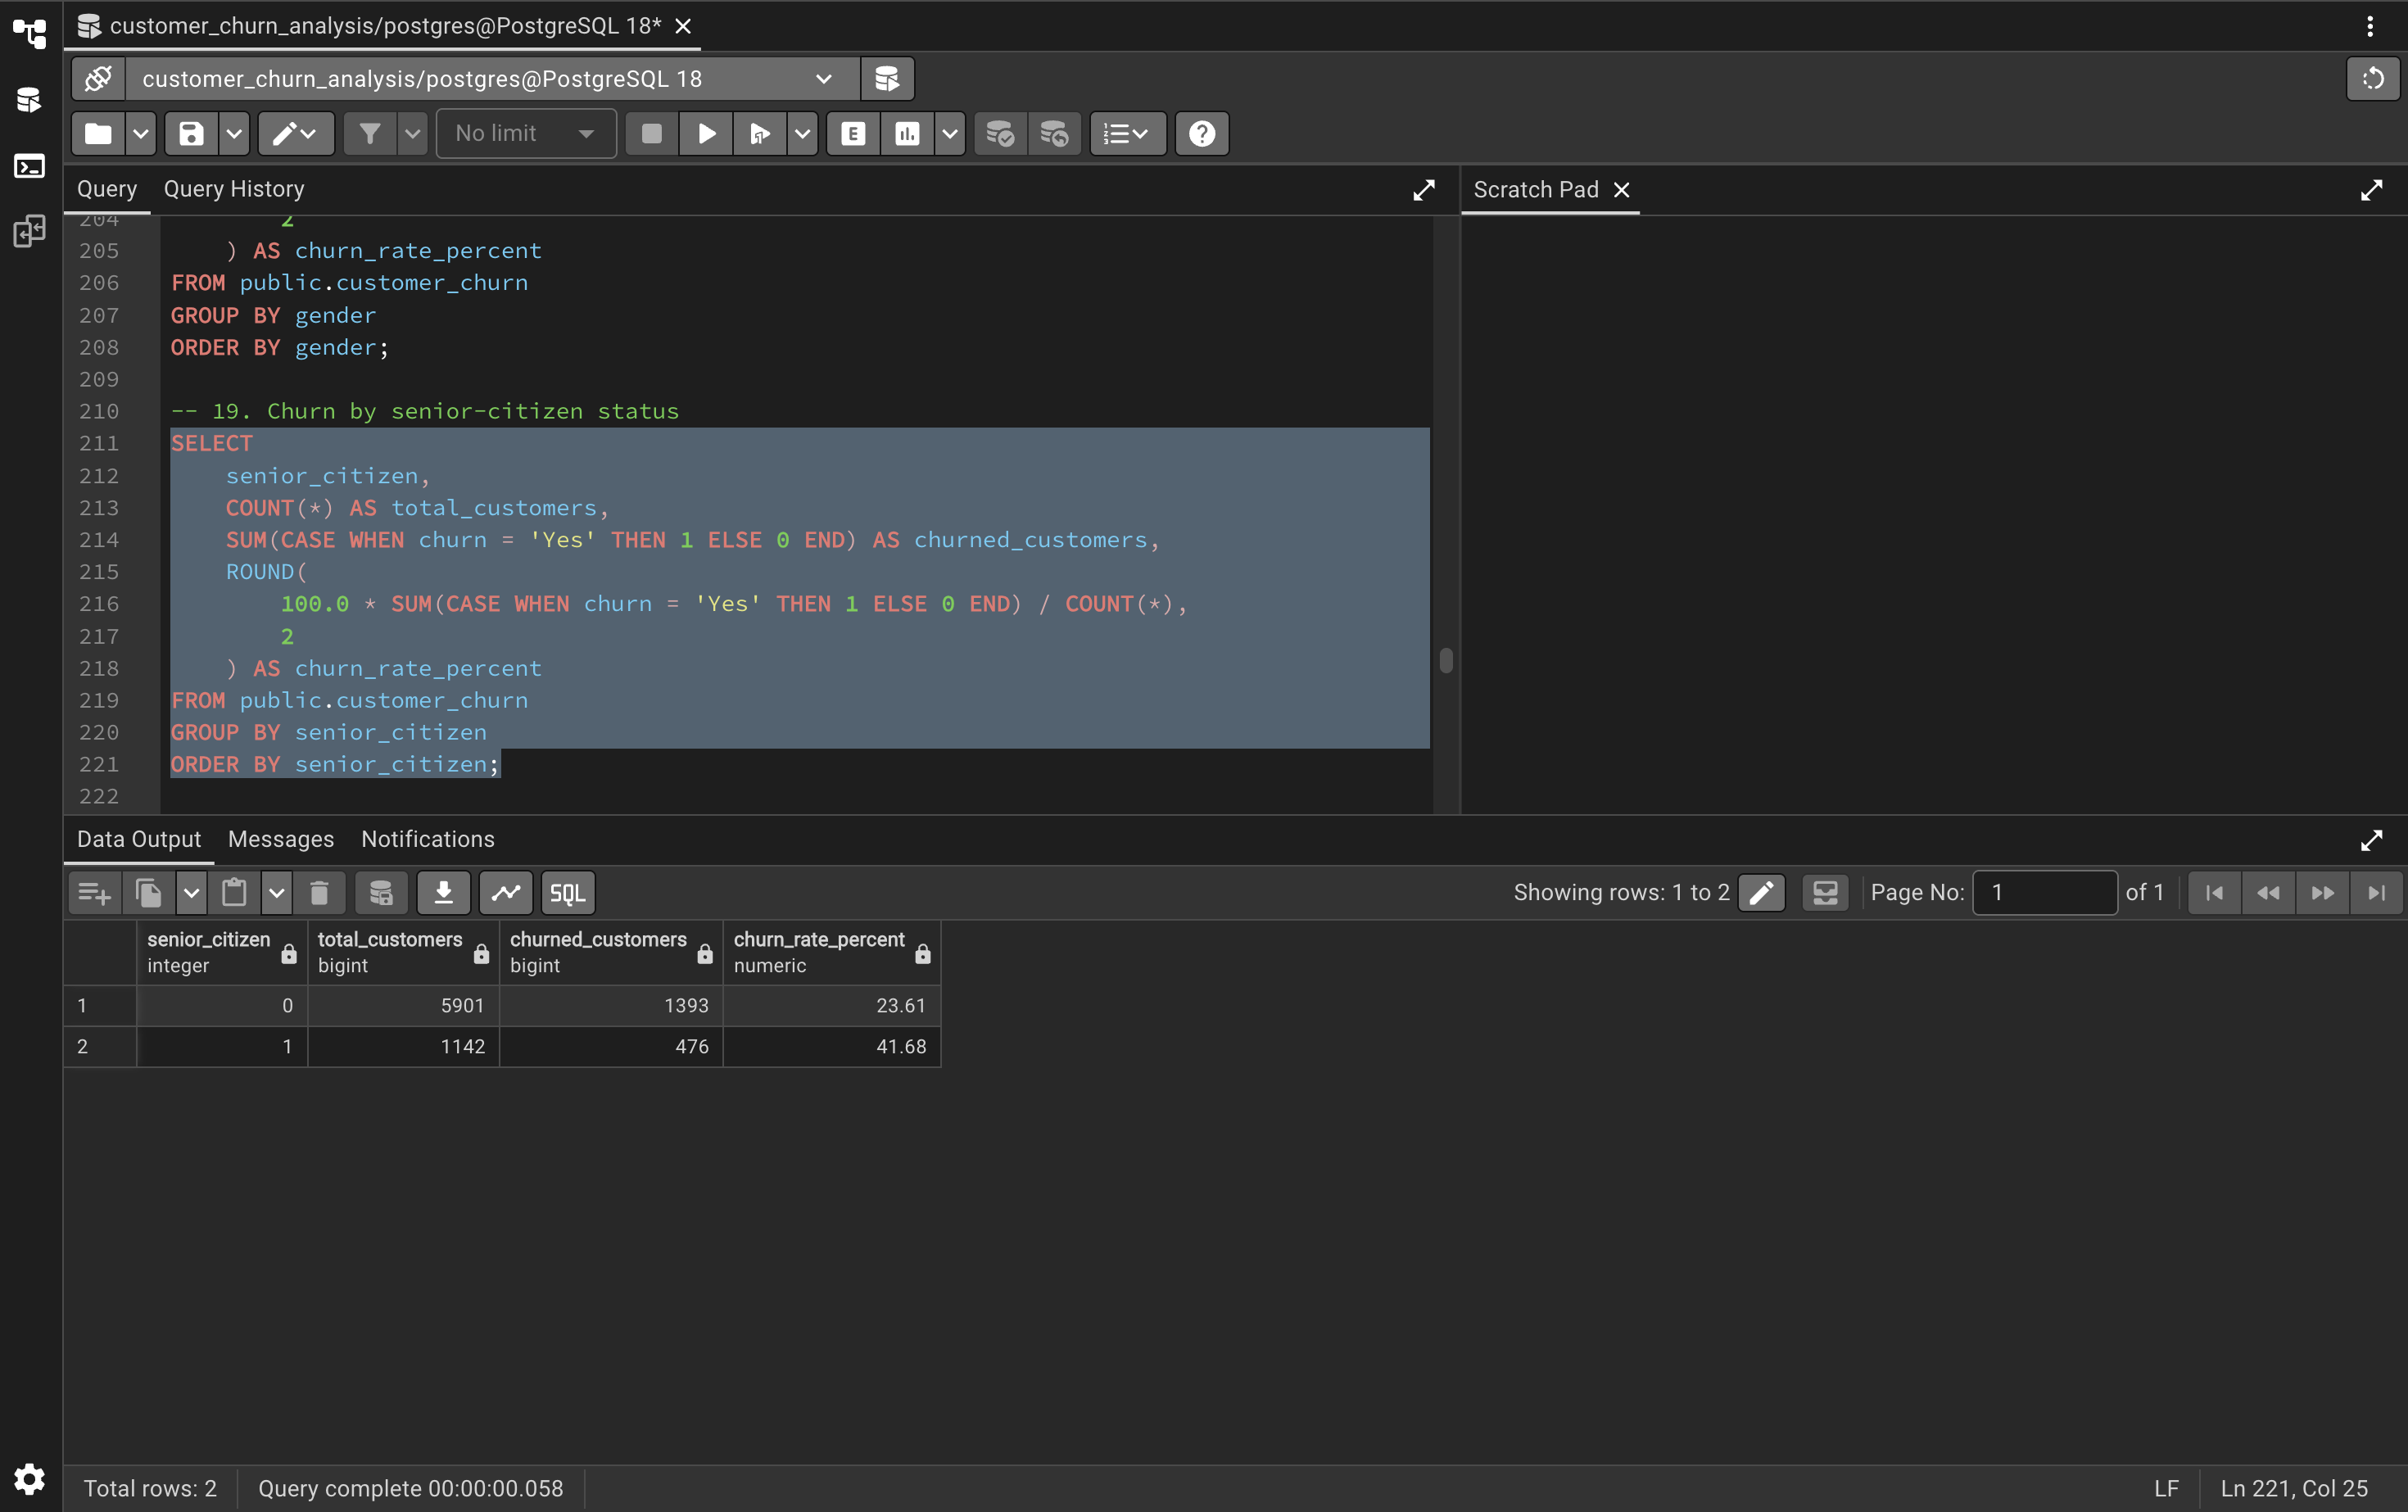 customer_churn_analysis/postgres@PostgreSQL 18*
customer_churn_analysis/postgres@PostgreSQL 18
No limit
E
Query
Query History
Scratch Pad
204 2
205 ) AS churn_rate_percent
206 FROM public.customer_churn
207 GROUP BY gender
208 ORDER BY gender;
209
210 -- 19. Churn by senior-citizen status
211 SELECT
212 senior_citizen,
213 COUNT(*) AS total_customers,
214 SUM(CASE WHEN churn = 'Yes' THEN 1 ELSE 0 END) AS churned_customers,
215 ROUND(
216 100.0 * SUM(CASE WHEN churn = 'Yes' THEN 1 ELSE 0 END) / COUNT(*),
217 2
218 ) AS churn_rate_percent
219 FROM public.customer_churn
220 GROUP BY senior_citizen
221 ORDER BY senior_citizen;
222
Data Output Messages Notifications
SQL Showing rows: 1 to 2 Page No: 1 of 1
senior_citizen total_customers churned_customers churn_rate_percent
integer bigint bigint numeric
1 0 5901 1393 23.61
2 1 1142 476 41.68
Total rows: 2 Query complete 00:00:00.058 LF Ln 221, Col 25